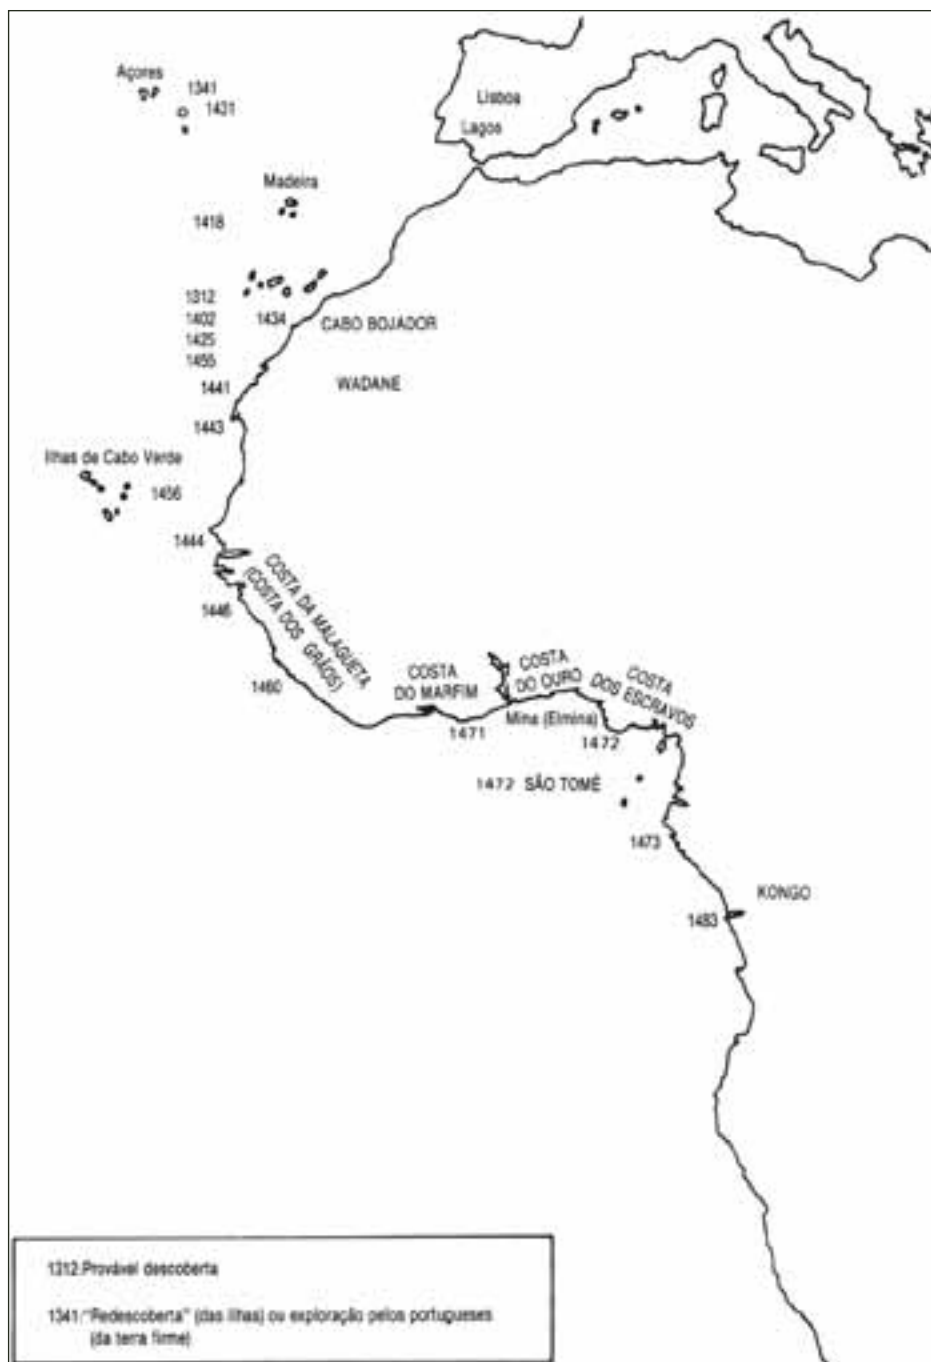 Açores
1341
1431
Lisboa
Lagos
Madeira
1418
1312
1402
1425
1455
1434
CABO BOJADOR
1441
WADANE
1443
Ilhas de Cabo Verde
1456
1444
COSTA DA MALAGUETA
(COSTA DOS GRÃOS)
1446
1460
COSTA
DO MARFIM
COSTA
DO OURO
COSTA
DOS ESCRAVOS
Mina (Elmina)
1471
1472
1472 SÃO TOMÉ
1473
KONGO
1483
1312:Provável descoberta
1341:"Redescoberta" (das ilhas) ou exploração pelos portugueses
(da terra firme)